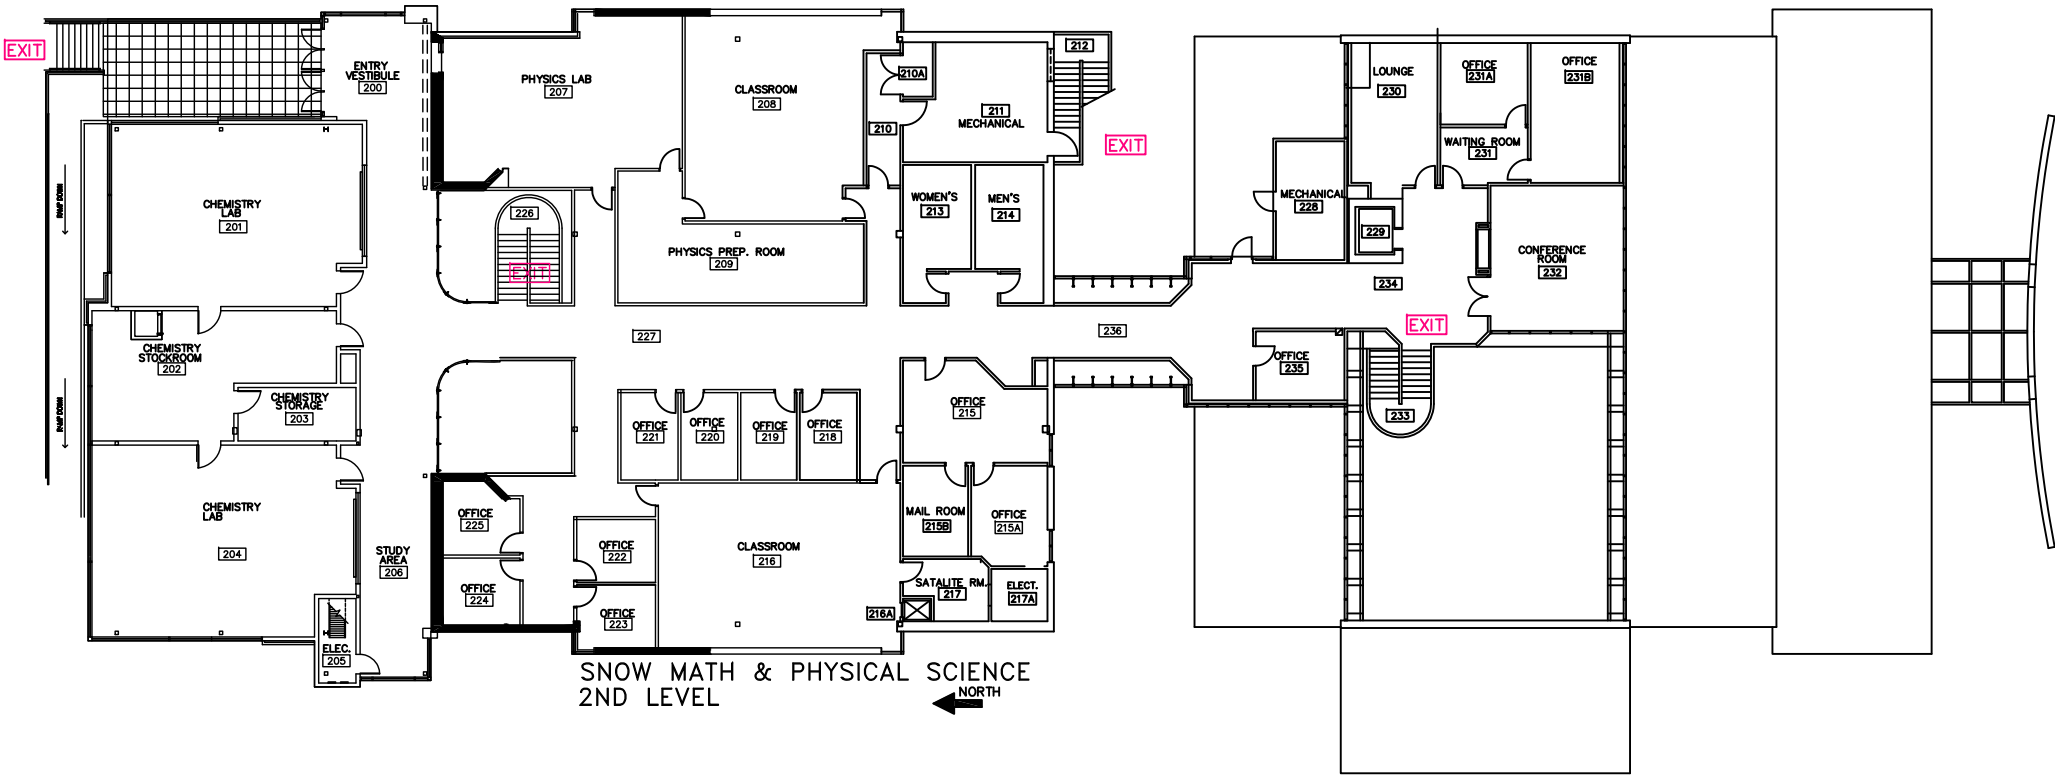 EXIT
ENTRY
VESTIBULE
200
PHYSICS LAB
207
CLASSROOM
208
210A
210
211
MECHANICAL
212
EXIT
LOUNGE
230
OFFICE
231A
OFFICE
231B
WAITING ROOM
231
RAMP DOWN
CHEMISTRY
LAB
201
226
EXIT
PHYSICS PREP. ROOM
209
WOMEN'S
213
MEN'S
214
MECHANICAL
228
229
CONFERENCE
ROOM
232
234
EXIT
227
236
CHEMISTRY
STOCKROOM
202
CHEMISTRY
STORAGE
203
RAMP DOWN
OFFICE
235
233
OFFICE
221
OFFICE
220
OFFICE
219
OFFICE
218
OFFICE
215
CHEMISTRY
LAB
204
STUDY
AREA
206
OFFICE
225
OFFICE
224
OFFICE
222
OFFICE
223
CLASSROOM
216
216A
MAIL ROOM
215B
OFFICE
215A
SATALITE RM.
217
ELECT.
217A
ELEC.
205
SNOW MATH & PHYSICAL SCIENCE
2ND LEVEL
NORTH